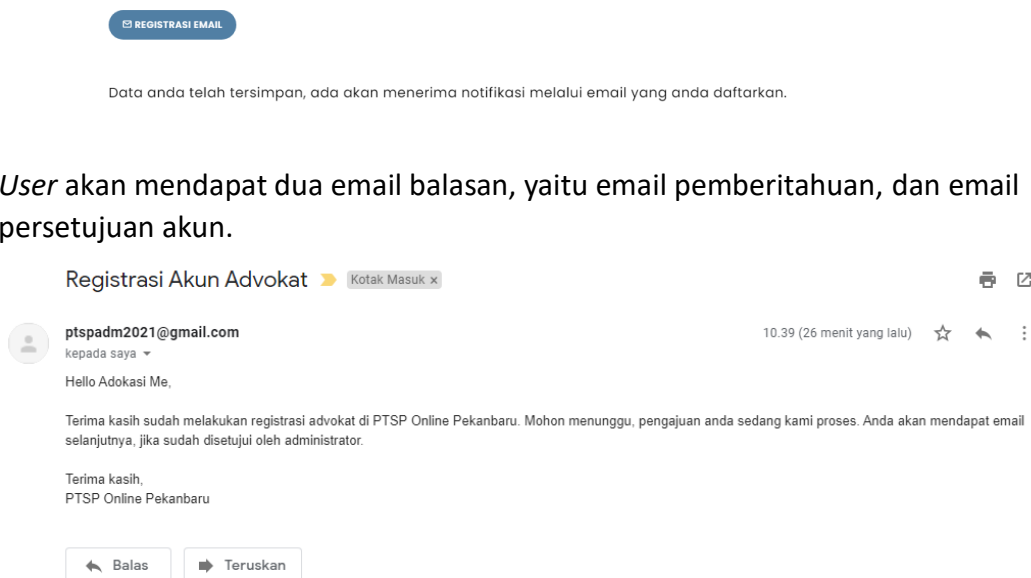 REGISTRASI EMAIL
Data anda telah tersimpan, ada akan menerima notifikasi melalui email yang anda daftarkan.
User akan mendapat dua email balasan, yaitu email pemberitahuan, dan email
persetujuan akun.
Registrasi Akun Advokat Kotak Masuk x
ptspadm2021@gmail.com 10.39 (26 menit yang lalu)
kepada saya
Hello Adokasi Me,
Terima kasih sudah melakukan registrasi advokat di PTSP Online Pekanbaru. Mohon menunggu, pengajuan anda sedang kami proses. Anda akan mendapat email
selanjutnya, jika sudah disetujui oleh administrator.
Terima kasih,
PTSP Online Pekanbaru
Balas Teruskan